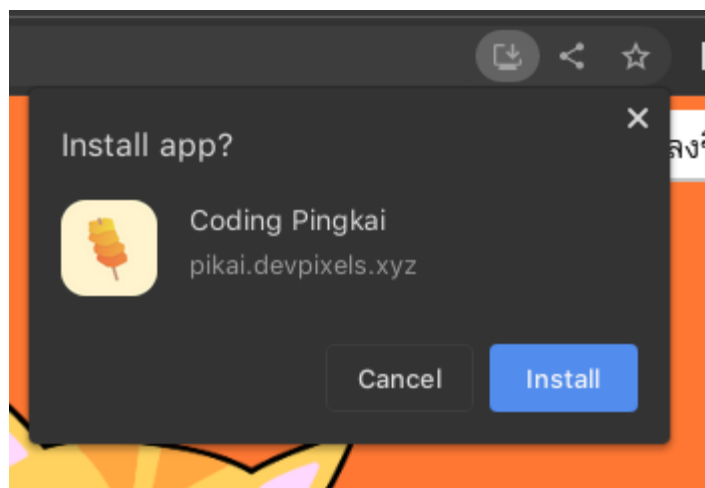 Install app?
Coding Pingkai
pikai.devpixels.xyz
Cancel
Install